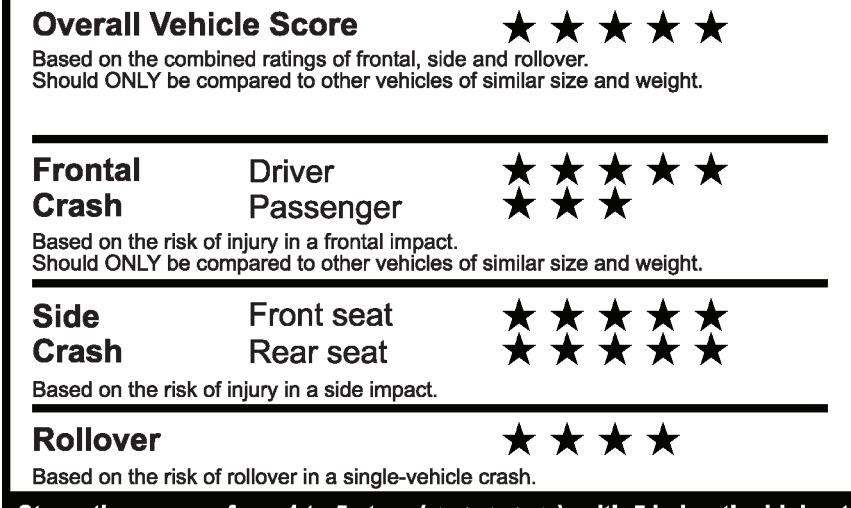 Overall Vehicle Score ★ ★ ★ ★ ★
Based on the combined ratings of frontal, side and rollover.
Should ONLY be compared to other vehicles of similar size and weight.
Frontal Driver ★ ★ ★ ★ ★
Crash Passenger ★ ★ ★
Based on the risk of injury in a frontal impact.
Should ONLY be compared to other vehicles of similar size and weight.
Side Front seat ★ ★ ★ ★ ★
Crash Rear seat ★ ★ ★ ★ ★
Based on the risk of injury in a side impact.
Rollover ★ ★ ★ ★
Based on the risk of rollover in a single-vehicle crash.